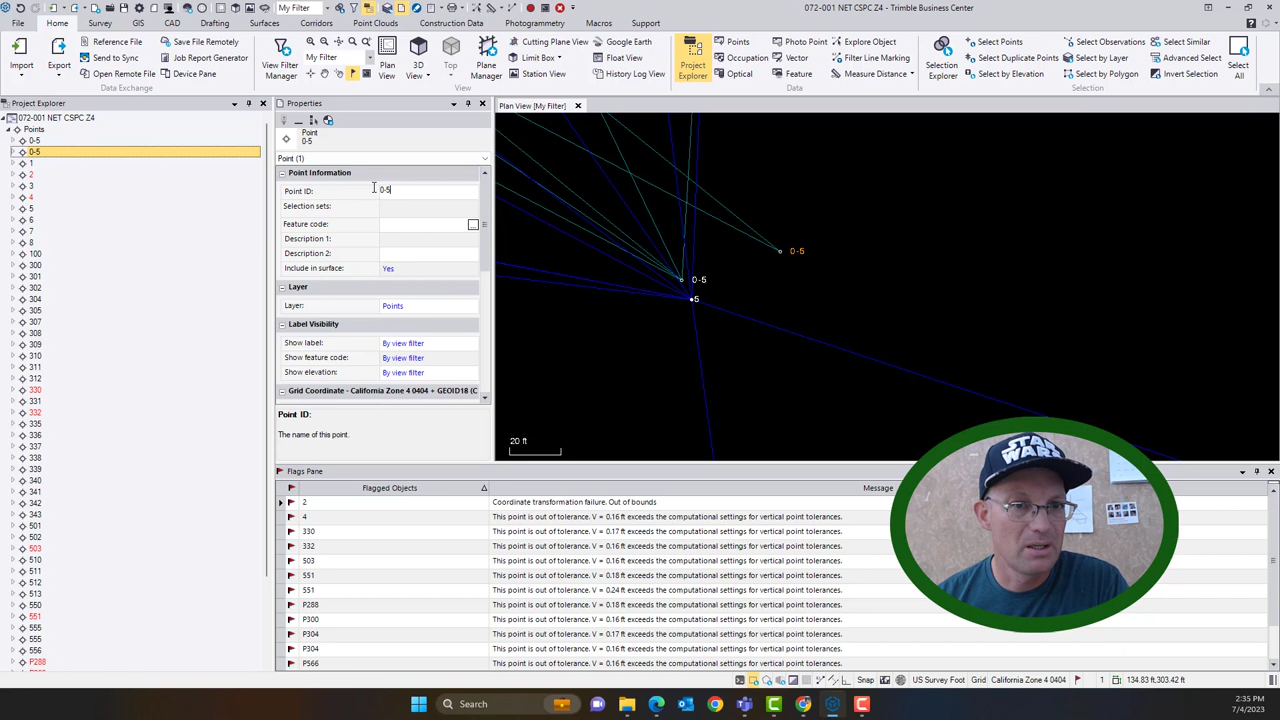 My Filter
072-001 NET CSPC Z4 - Trimble Business Center
File Home Survey GIS CAD Drafting Surfaces Corridors Point Clouds Construction Data Photogrammetry Macros Support
Import
Export
Reference File
Send to Sync
Open Remote Folder
Save File Remotely
Job Report Generator
Device Pane
Data Exchange
View Filter Manager
My Filter
Plan View
3D View
Plane Manager
Cutting Plane View
Limit Box
Station View
Google Earth
Float View
History Log View
View
Project Explorer
Points
Occupation
Optical
Photo Point
Vector
Feature
Explore Object
Filter Line Marking
Measure Distance
Data
Selection Explorer
Select Points
Select Duplicate Points
Select by Elevation
Select Observations
Select by Layer
Select by Polygon
Select Similar
Advanced Select
Invert Selection
Select All
Selection
Project Explorer
072-001 NET CSPC Z4
Points
0-5
0-5
1
2
3
4
5
6
7
8
100
300
301
302
304
305
307
308
309
310
311
312
330
331
332
335
336
337
338
339
340
341
342
343
501
502
503
510
511
512
513
550
551
555
556
P288
Properties
Point
0-5
Point (1)
Point Information
Point ID: 0-5
Selection sets:
Feature code:
Description 1:
Description 2:
Include in surface: Yes
Layer
Layer: Points
Label Visibility
Show label: By view filter
Show feature code: By view filter
Show elevation: By view filter
Grid Coordinate - California Zone 4 0404 + GEOID18 (C
Point ID:
The name of this point.
Plan View [My Filter]
0-5
0-5
5
20 ft
STAR WARS
Flags Pane
Flagged Objects Message
2 Coordinate transformation failure. Out of bounds
4 This point is out of tolerance. V = 0.16 ft exceeds the computational settings for vertical point tolerances.
330 This point is out of tolerance. V = 0.17 ft exceeds the computational settings for vertical point tolerances.
332 This point is out of tolerance. V = 0.16 ft exceeds the computational settings for vertical point tolerances.
503 This point is out of tolerance. V = 0.16 ft exceeds the computational settings for vertical point tolerances.
551 This point is out of tolerance. V = 0.18 ft exceeds the computational settings for vertical point tolerances.
551 This point is out of tolerance. V = 0.24 ft exceeds the computational settings for vertical point tolerances.
P288 This point is out of tolerance. V = 0.18 ft exceeds the computational settings for vertical point tolerances.
P300 This point is out of tolerance. V = 0.16 ft exceeds the computational settings for vertical point tolerances.
P304 This point is out of tolerance. V = 0.17 ft exceeds the computational settings for vertical point tolerances.
P304 This point is out of tolerance. V = 0.16 ft exceeds the computational settings for vertical point tolerances.
P566 This point is out of tolerance. V = 0.16 ft exceeds the computational settings for vertical point tolerances.
Snap US Survey Foot Grid California Zone 4 0404 1 134.83 ft,303.42 ft
Search
2:35 PM
7/4/2023